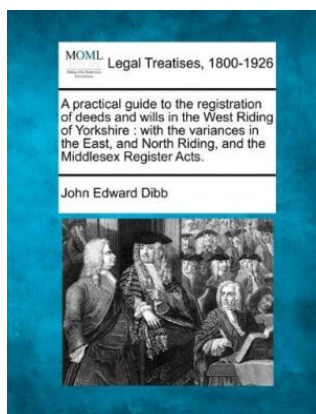 MOML Legal Treatises, 1800-1926
A practical guide to the registration
of deeds and wills in the West Riding
of Yorkshire : with the variances in
the East, and North Riding, and the
Middlesex Register Acts.
John Edward Dibb